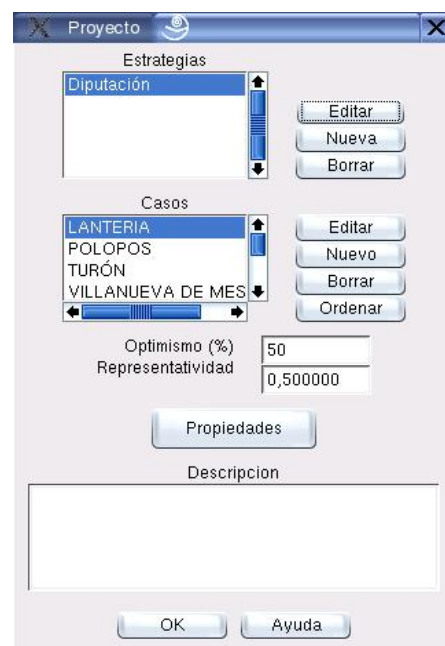 Proyecto
Estrategias
Diputación
Editar
Nueva
Borrar
Casos
LANTERIA
POLOPOS
TURÓN
VILLANUEVA DE MES
Editar
Nuevo
Borrar
Ordenar
Optimismo (%)
50
Representatividad
0,500000
Propiedades
Descripcion
OK
Ayuda